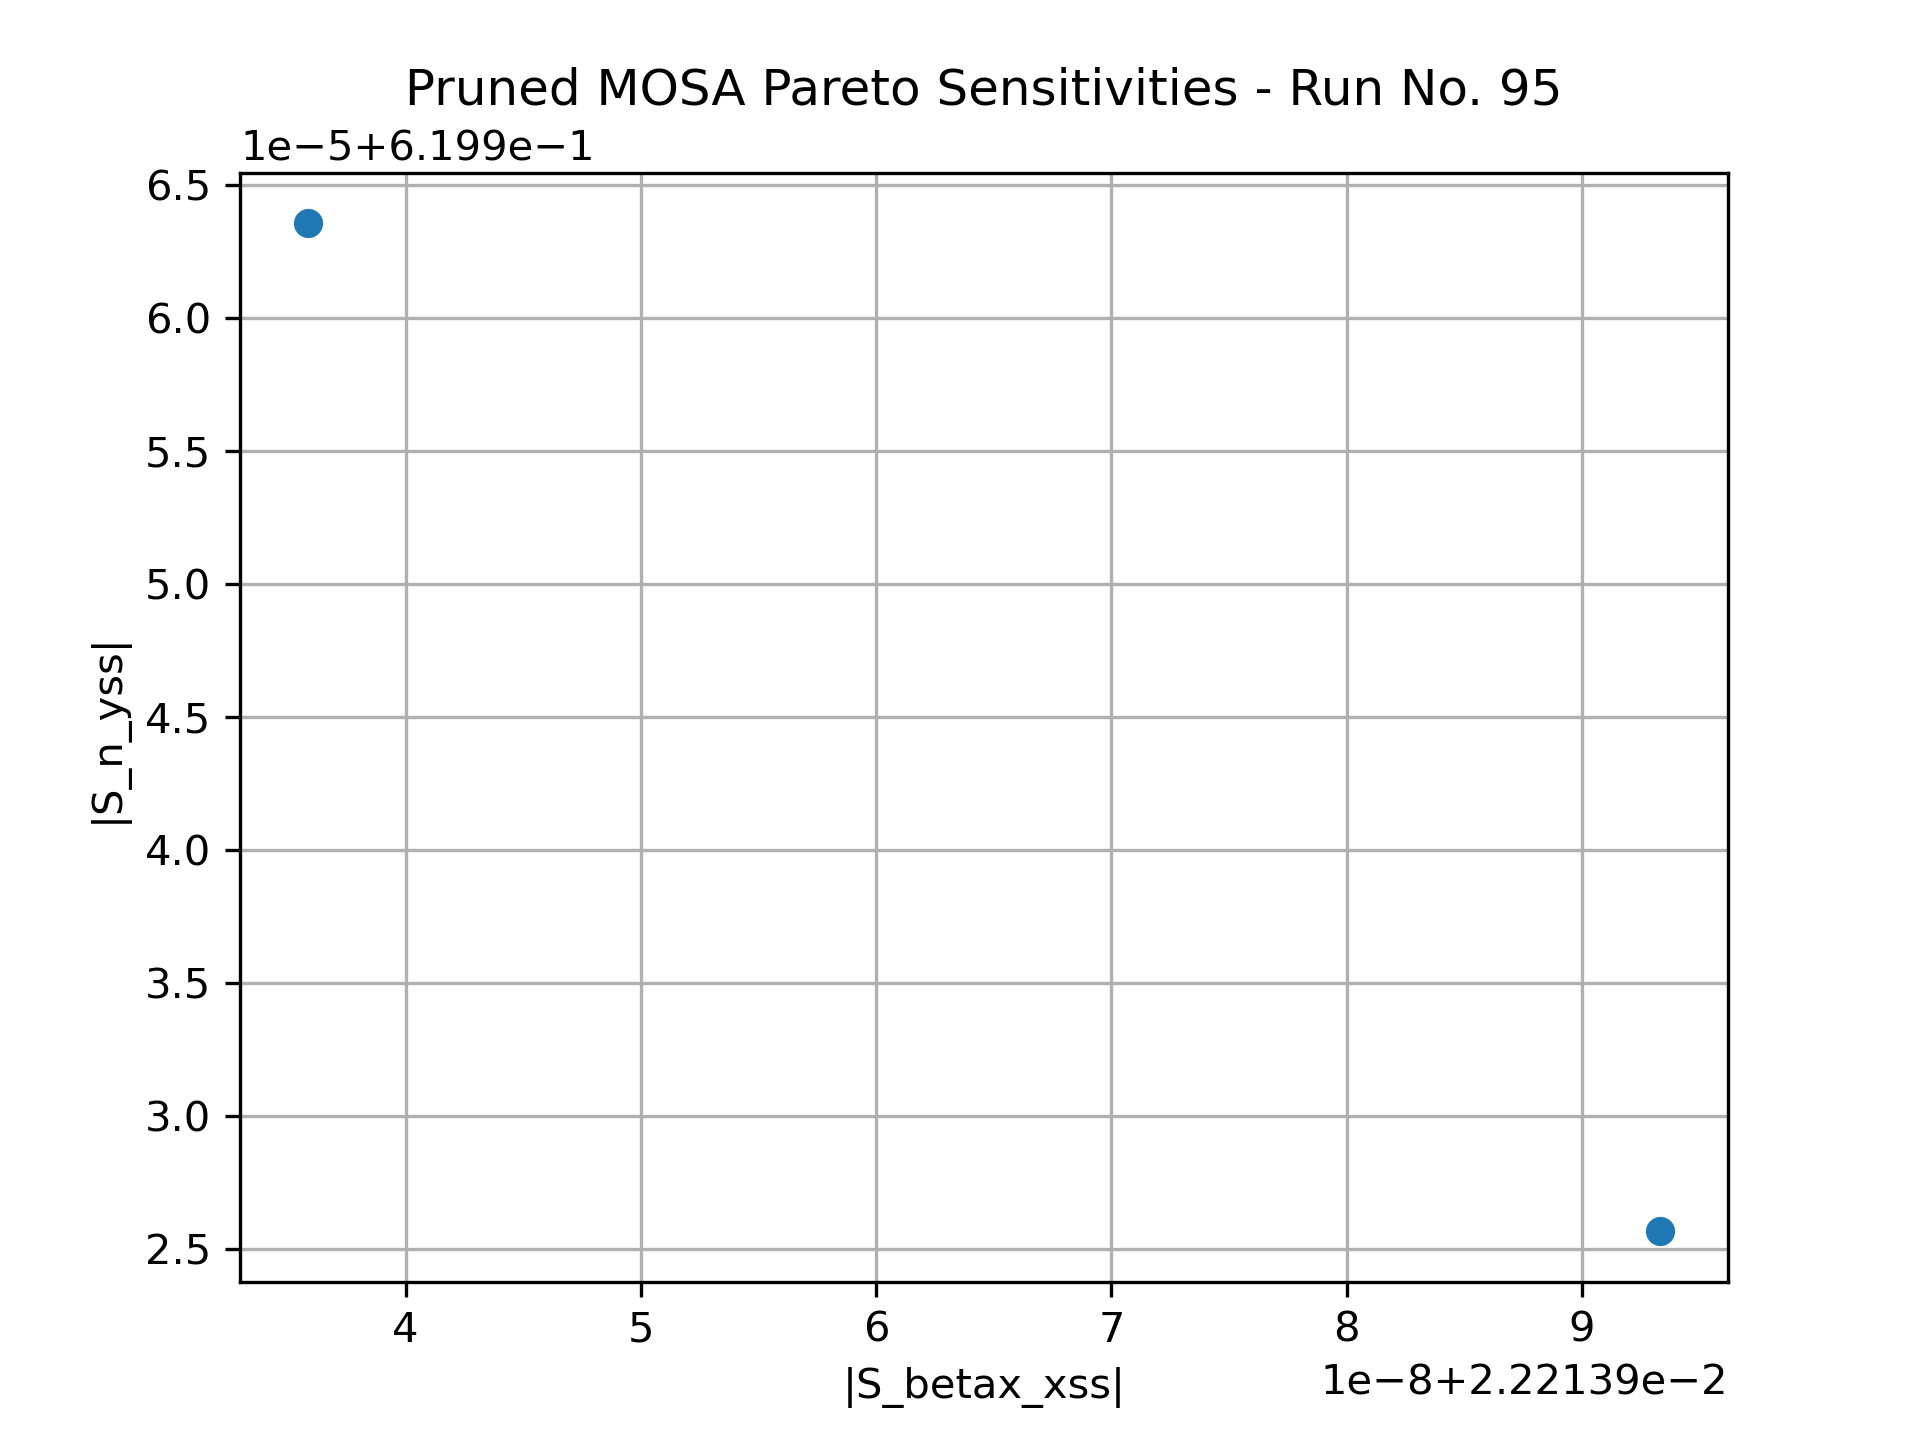 Pruned MOSA Pareto Sensitivities - Run No. 95
1e−5+6.199e−1
6.5
6.0
5.5
5.0
4.5
4.0
3.5
3.0
2.5
|S_n_yss|
4 5 6 7 8 9
|S_betax_xss|
1e−8+2.22139e−2